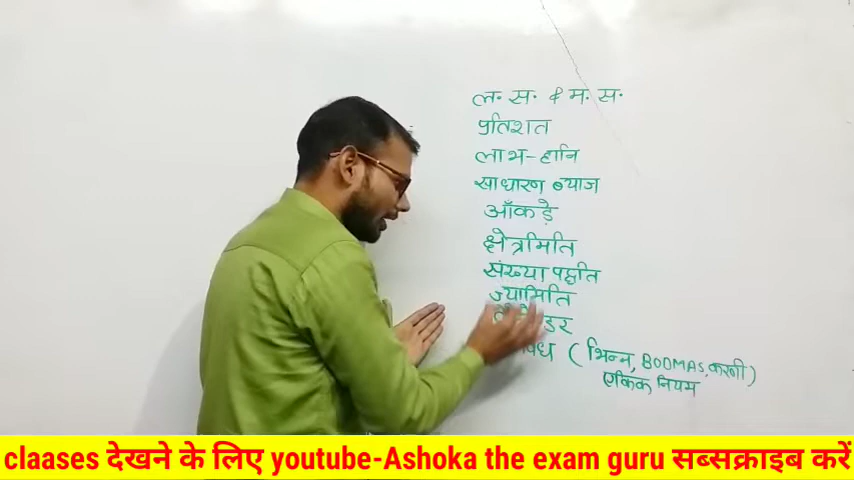 ल. स. & म. स.
प्रतिशत
लाभ-हानि
साधारण ब्याज
आँकड़े
क्षेत्रमिति
संख्या पद्धति
ज्यामिति
(भिन्न, BODMAS, करणी)
एकिक नियम
claases देखने के लिए youtube-Ashoka the exam guru सब्सक्राइब करें